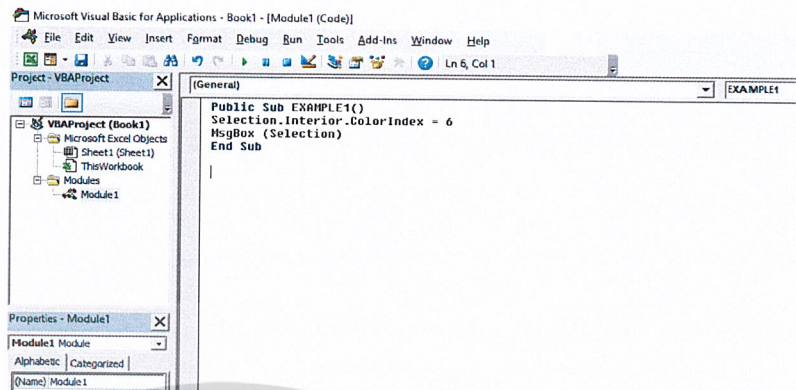 Microsoft Visual Basic for Applications - Book1 - [Module1 (Code)]
File Edit View Insert Format Debug Run Tools Add-Ins Window Help
Ln 6, Col 1
Project - VBAProject
(General)
EXAMPLE1
VBAProject (Book1)
Microsoft Excel Objects
Sheet1 (Sheet1)
ThisWorkbook
Modules
Module1
Public Sub EXAMPLE1()
Selection.Interior.ColorIndex = 6
MsgBox (Selection)
End Sub
Properties - Module1
Module1 Module
Alphabetic Categorized
(Name) Module1